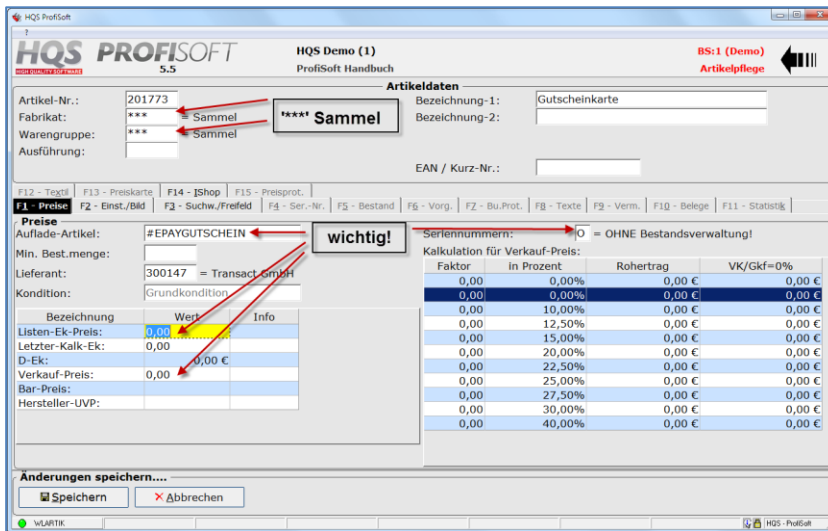 HQS ProfiSoft
?
HQS PROFISOFT
HIGH QUALITY SOFTWARE 5.5
HQS Demo (1)
ProfiSoft Handbuch
BS:1 (Demo)
Artikelpflege
Artikeldaten
Artikel-Nr.: 201773
Bezeichnung-1: Gutscheinkarte
Fabrikat: *** = Sammel
Bezeichnung-2:
'***' Sammel
Warengruppe: *** = Sammel
Ausführung:
EAN / Kurz-Nr.:
F12 - Textil F13 - Preiskarte F14 - IShop F15 - Preisprot.
F1 - Preise F2 - Einst./Bild F3 - Suchw./Freifeld F4 - Ser.-Nr. F5 - Bestand F6 - Vorg. F7 - Bu.Prot. F8 - Texte F9 - Verm. F10 - Belege F11 - Statistik
Preise
Auflade-Artikel: #EPAYGUTSCHEIN
wichtig!
Seriennummern: O = OHNE Bestandsverwaltung!
Min. Best.menge:
Kalkulation für Verkauf-Preis:
Lieferant: 300147 = Transact GmbH
Kondition: Grundkondition
Faktor in Prozent Rohertrag VK/Gkf=0%
0,00 0,00% 0,00 € 0,00 €
0,00 0,00% 0,00 € 0,00 €
0,00 10,00% 0,00 € 0,00 €
0,00 12,50% 0,00 € 0,00 €
0,00 15,00% 0,00 € 0,00 €
0,00 20,00% 0,00 € 0,00 €
0,00 22,50% 0,00 € 0,00 €
0,00 25,00% 0,00 € 0,00 €
0,00 27,50% 0,00 € 0,00 €
0,00 30,00% 0,00 € 0,00 €
0,00 40,00% 0,00 € 0,00 €
Bezeichnung Wert Info
Listen-Ek-Preis: 0,00
Letzter-Kalk-Ek: 0,00
D-Ek: 0,00 €
Verkauf-Preis: 0,00
Bar-Preis:
Hersteller-UVP:
Änderungen speichern....
Speichern Abbrechen
WLARTIK
HQS - ProfiSoft